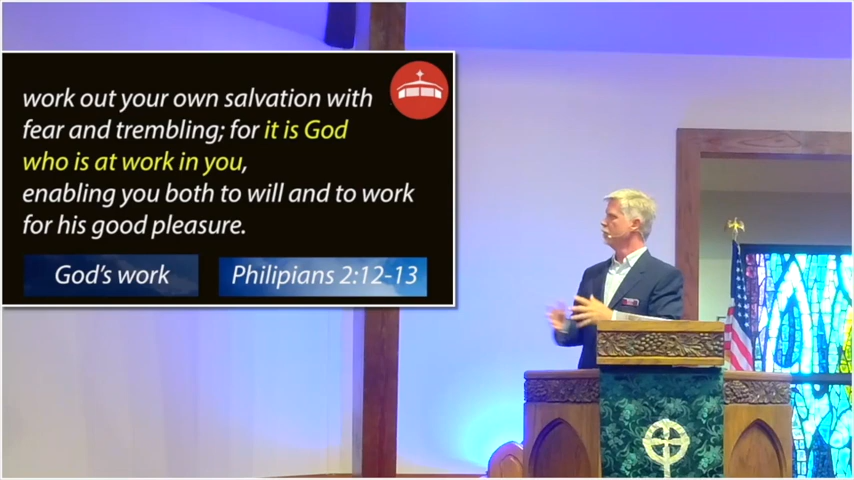 work out your own salvation with
fear and trembling; for it is God
who is at work in you,
enabling you both to will and to work
for his good pleasure.
God's work
Philipians 2:12-13